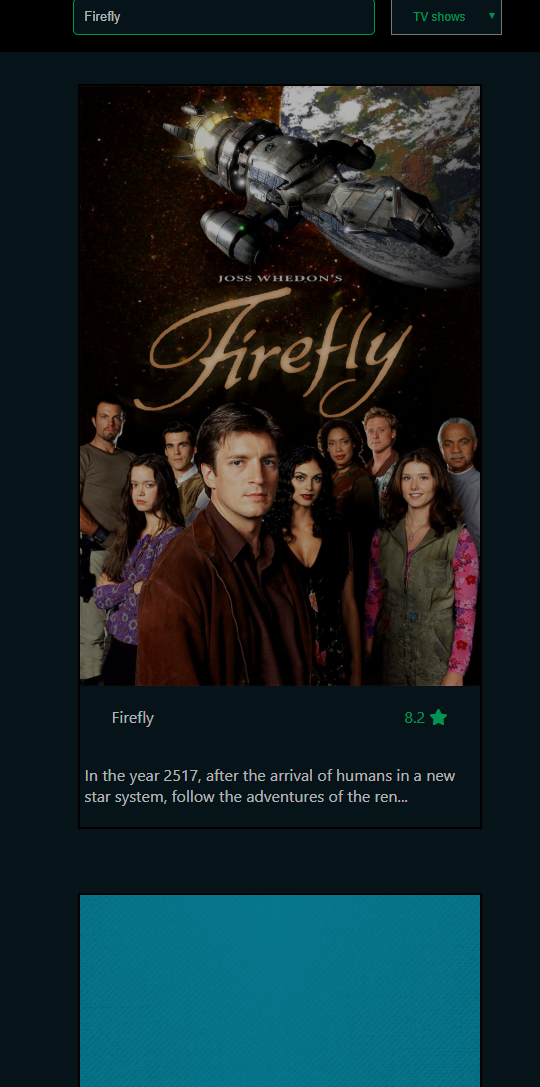 Firefly
TV shows
JOSS WHEDON'S
Firefly
Firefly
8.2
In the year 2517, after the arrival of humans in a new
star system, follow the adventures of the ren...